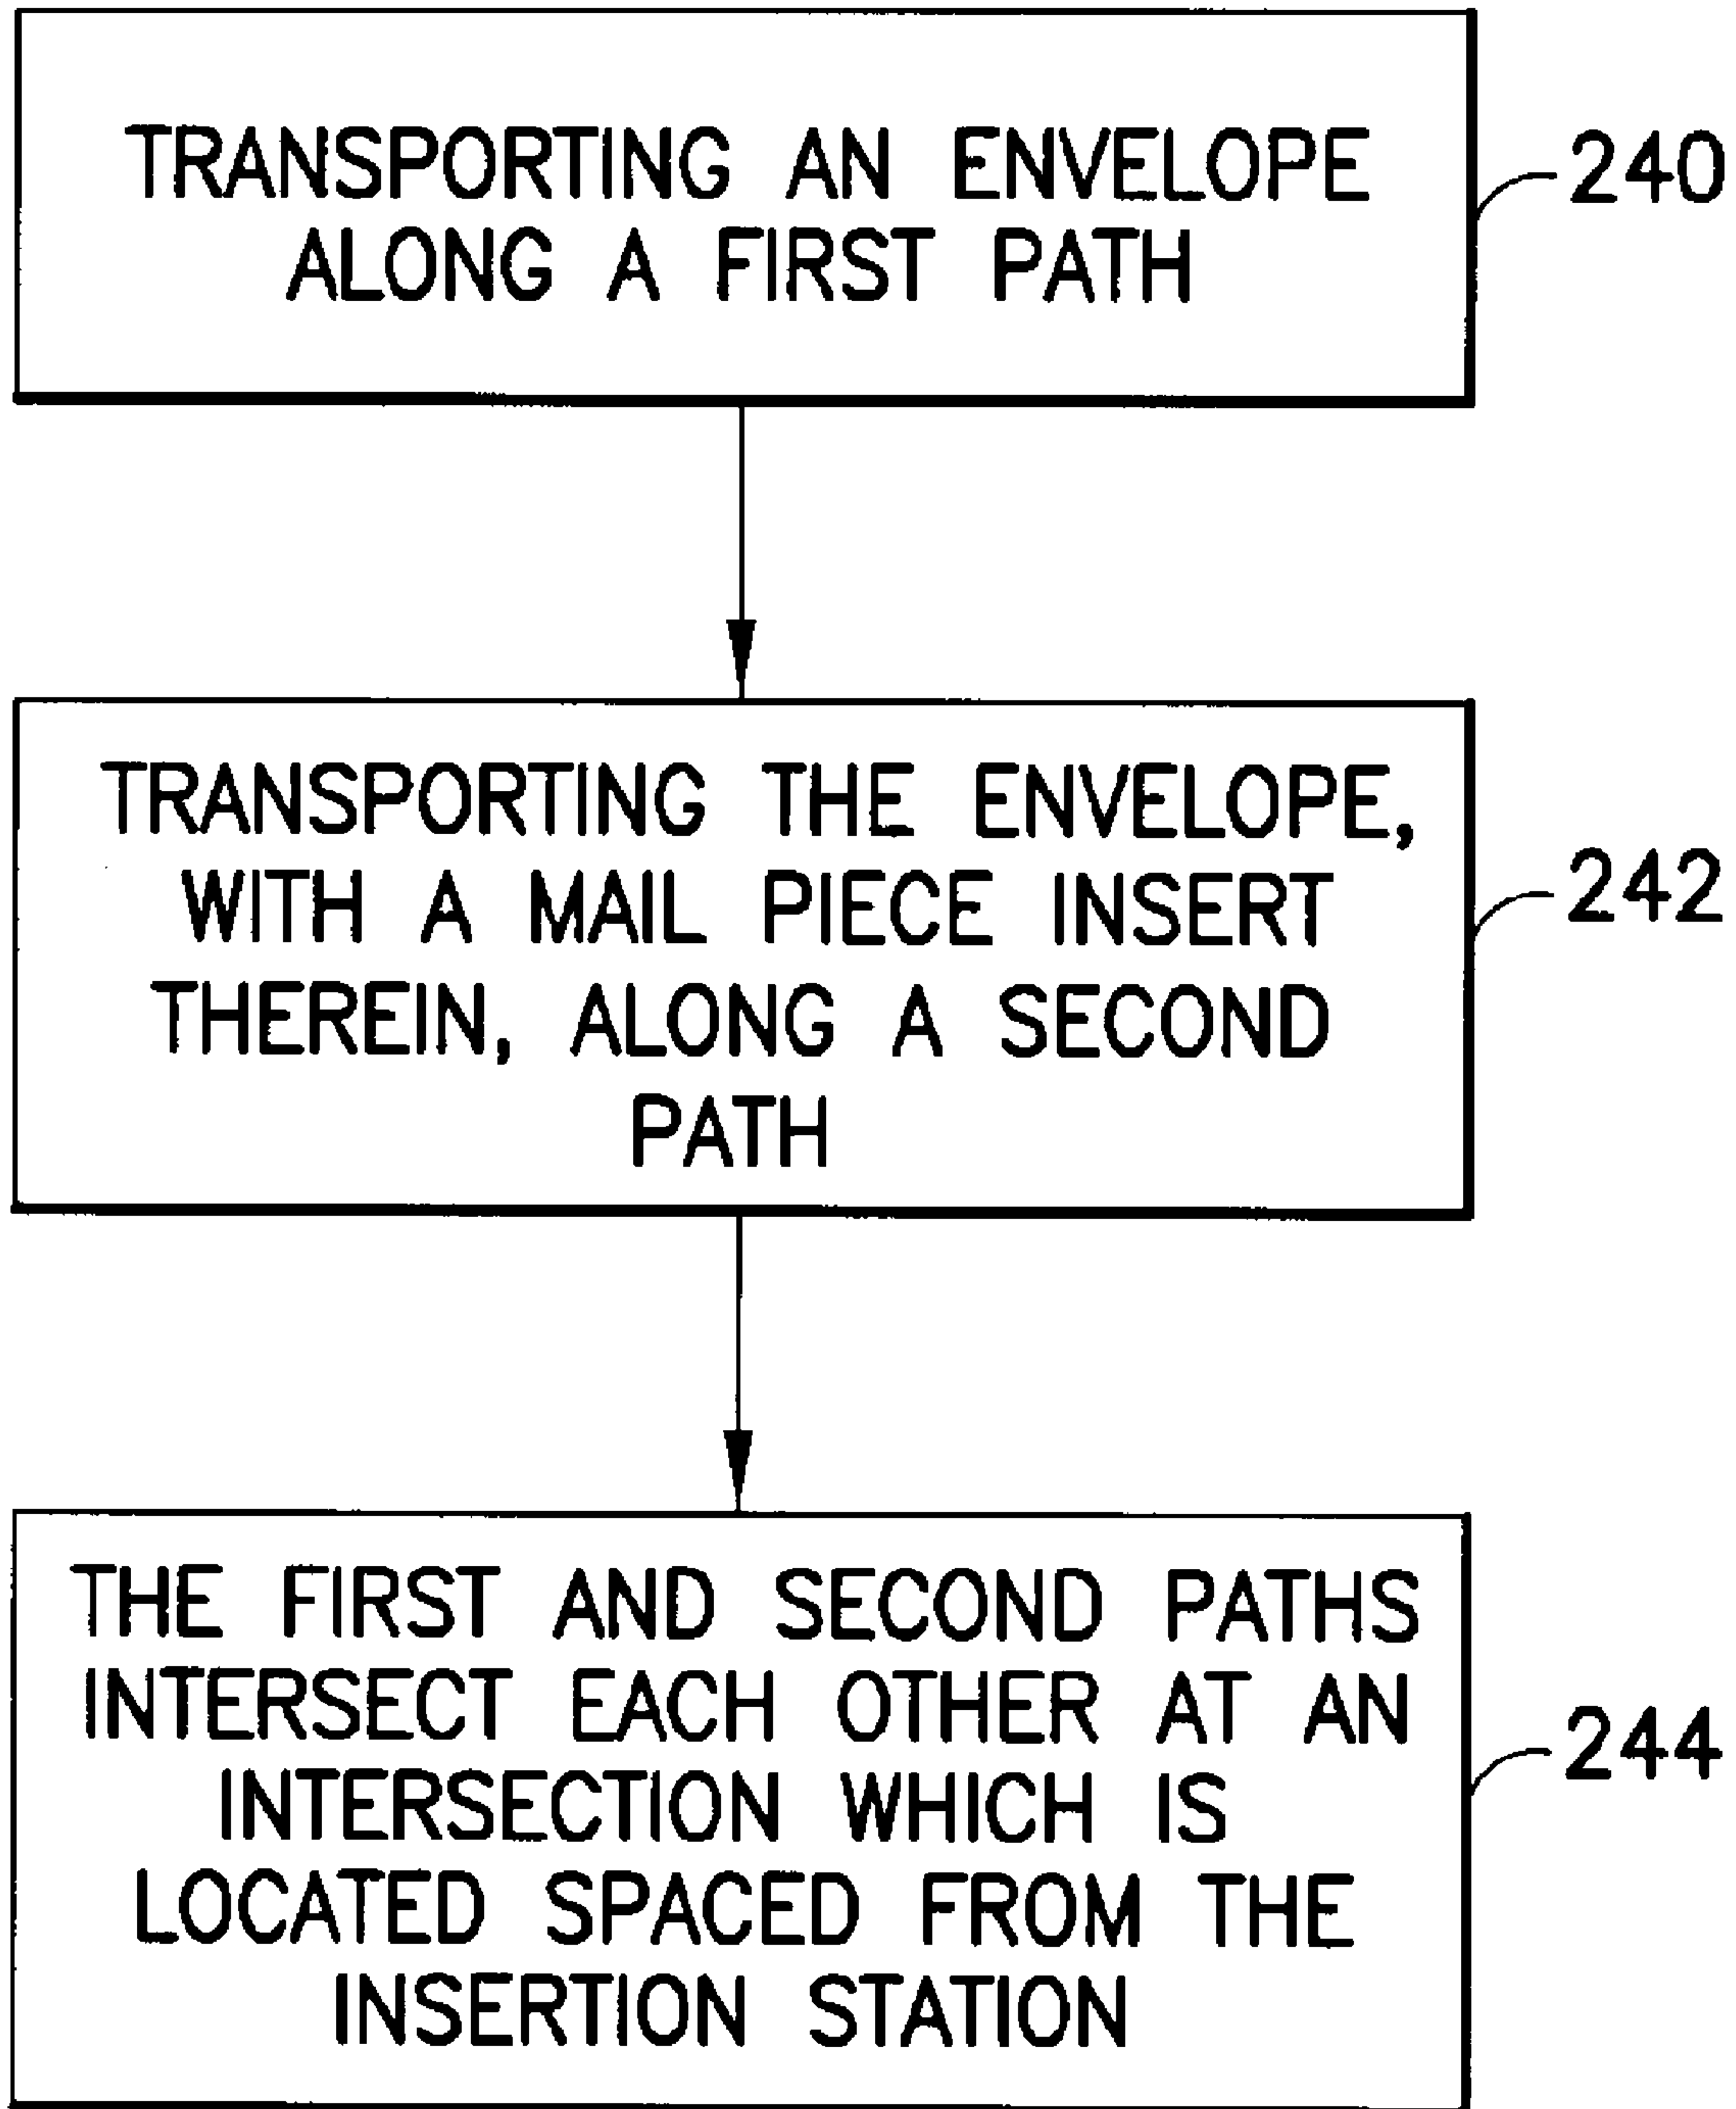 TRANSPORTING AN ENVELOPE
ALONG A FIRST PATH
240
TRANSPORTING THE ENVELOPE,
WITH A MAIL PIECE INSERT
THEREIN, ALONG A SECOND
PATH
242
THE FIRST AND SECOND PATHS
INTERSECT EACH OTHER AT AN
INTERSECTION WHICH IS
LOCATED SPACED FROM THE
INSERTION STATION
244